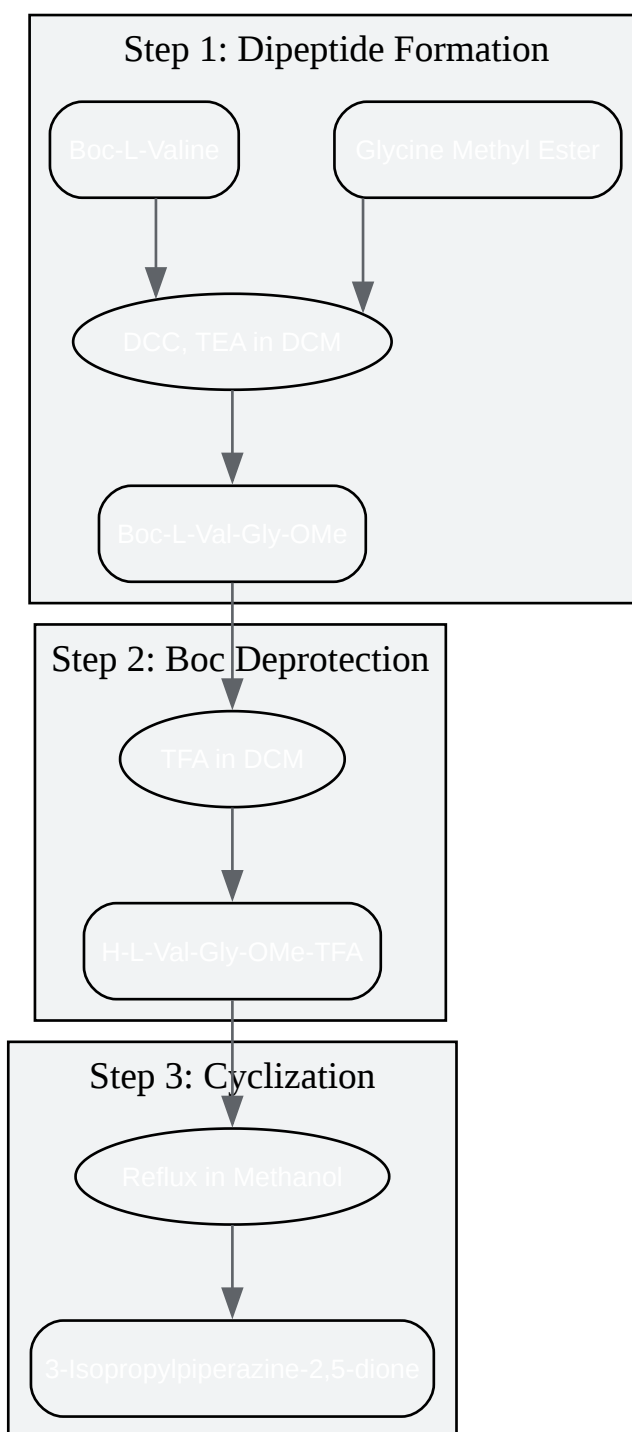 Step 1: Dipeptide Formation
Boc-L-Valine
Glycine Methyl Ester
DCC, TEA in DCM
Boc-L-Val-Gly-OMe
Step 2: Boc Deprotection
TFA in DCM
H-L-Val-Gly-OMe-TFA
Step 3: Cyclization
Reflux in Methanol
3-Isopropylpiperazine-2,5-dione